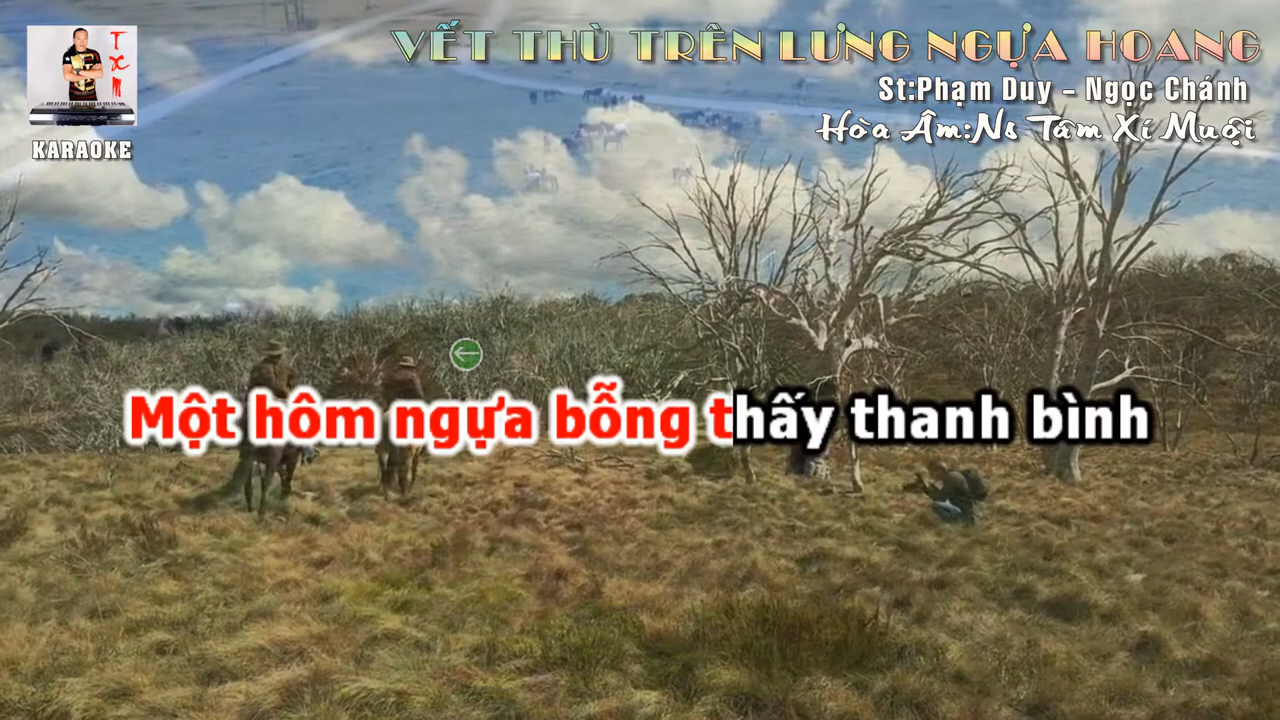 TXM
KARAOKE
VẾT THÙ TRÊN LƯNG NGỰA HOANG
St:Phạm Duy - Ngọc Chánh
Hòa Âm:Ns Tâm Xí Muội
Một hôm ngựa bỗng thấy thanh bình